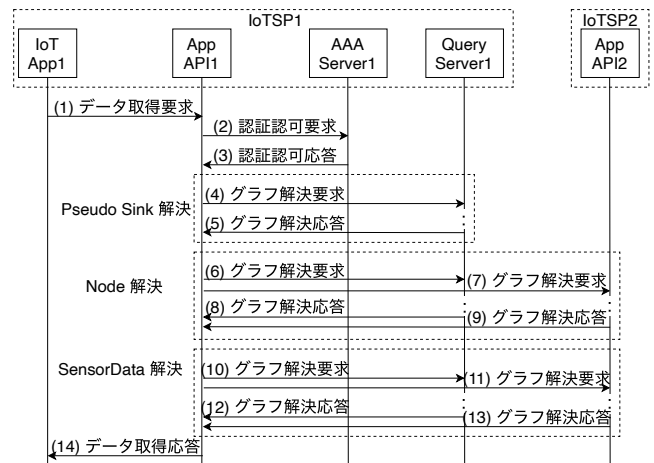 IoTSP1
IoTSP2
IoT
App1
App
API1
AAA
Server1
Query
Server1
App
API2
(1) データ取得要求
(2) 認証認可要求
(3) 認証認可応答
Pseudo Sink 解決
(4) グラフ解決要求
(5) グラフ解決応答
Node 解決
(6) グラフ解決要求
(7) グラフ解決要求
(8) グラフ解決応答
(9) グラフ解決応答
SensorData 解決
(10) グラフ解決要求
(11) グラフ解決要求
(12) グラフ解決応答
(13) グラフ解決応答
(14) データ取得応答